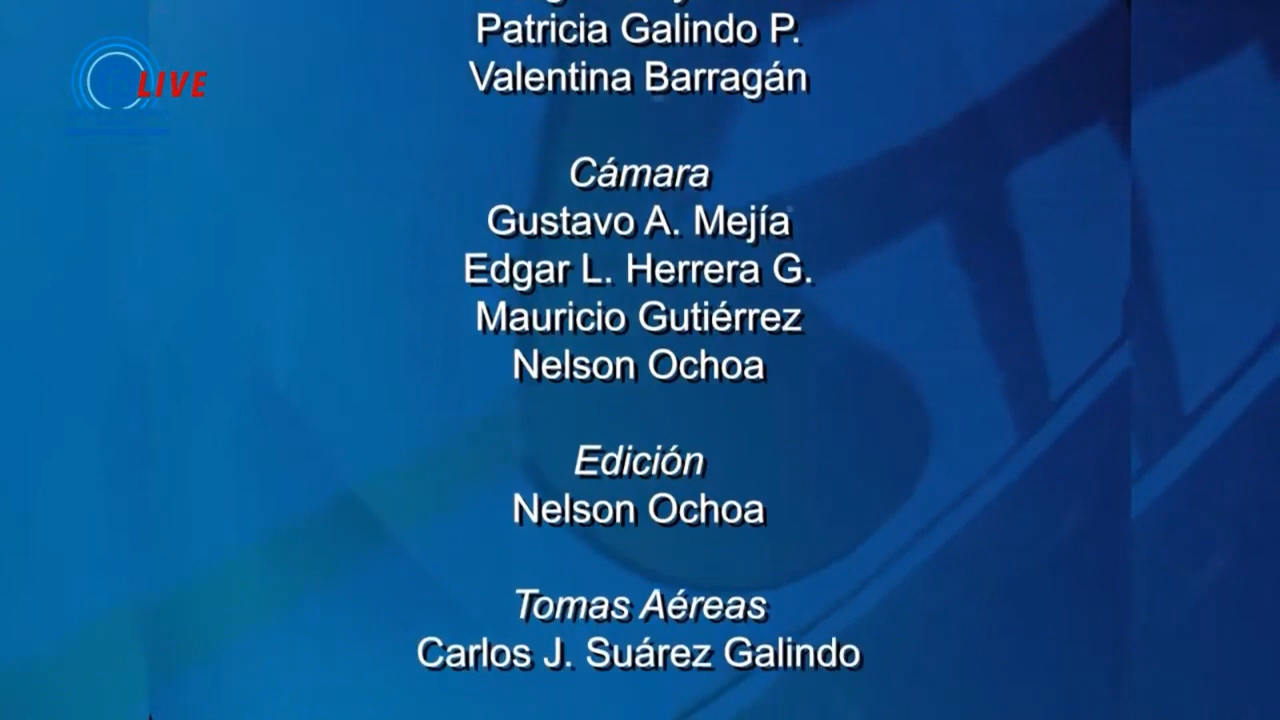 LIVE
Patricia Galindo P.
Valentina Barragán
Cámara
Gustavo A. Mejía
Edgar L. Herrera G.
Mauricio Gutiérrez
Nelson Ochoa
Edición
Nelson Ochoa
Tomas Aéreas
Carlos J. Suárez Galindo